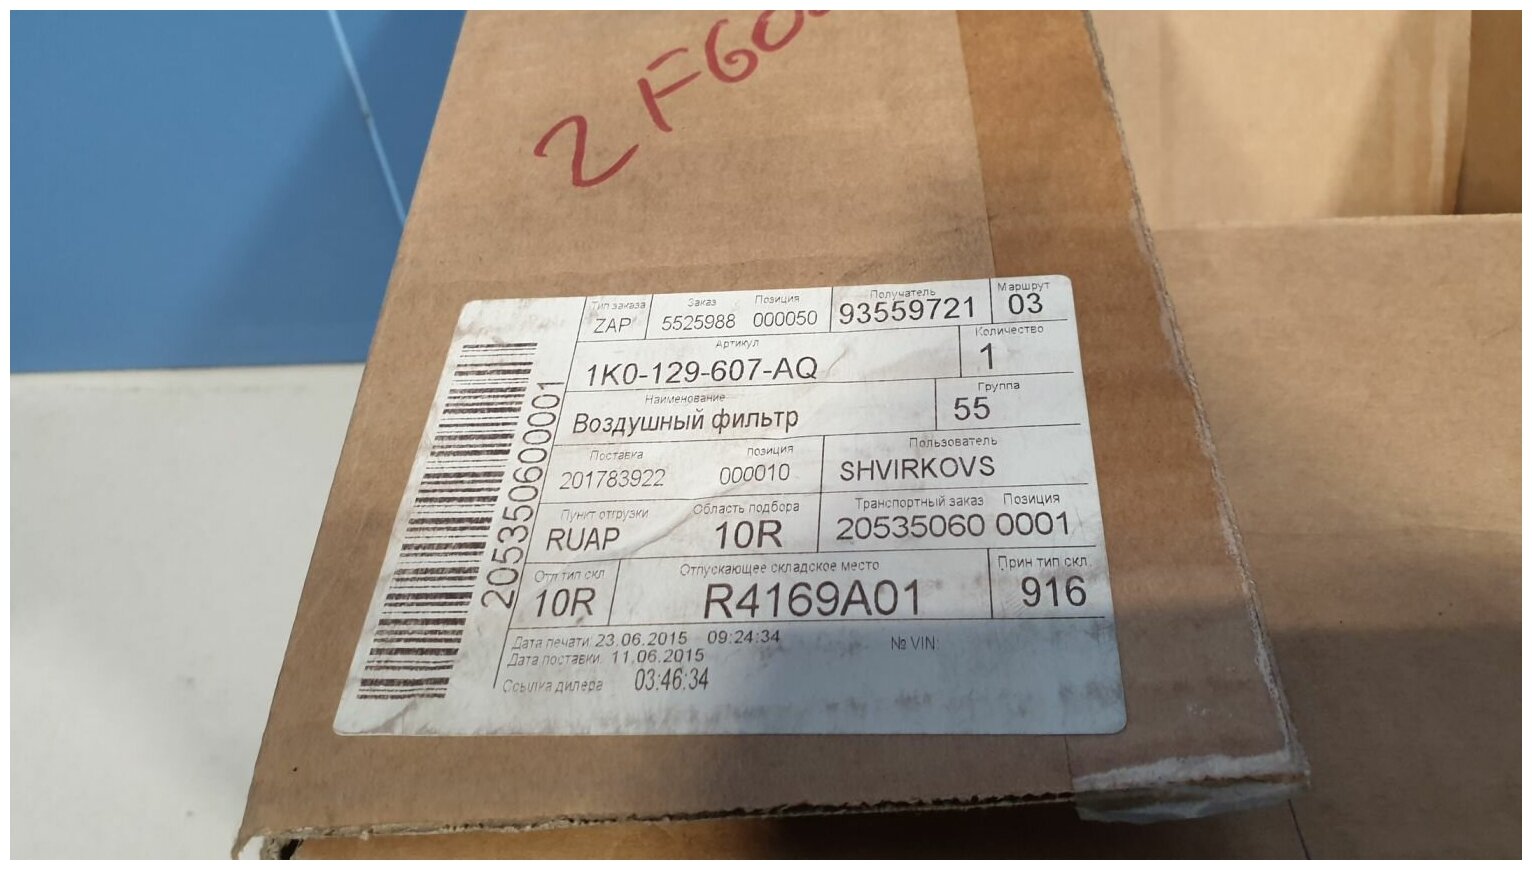 2F60
Тип заказа Заказ Позиция Получатель Маршрут
ZAP 5525988 000050 93559721 03
Артикул Количество
1K0-129-607-AQ 1
Наименование Группа
Воздушный фильтр 55
Поставка позиция Пользователь
201783922 000010 SHVIRKOVS
Пункт отгрузки Область подбора Транспортный заказ Позиция
RUAP 10R 20535060 0001
Отп тип скл. Отпускающее складское место Прин тип скл.
10R R4169A01 916
Дата печати: 23.06.2015 09:24:34 № VIN:
Дата поставки: 11.06.2015
Ссылка дилера 03:46:34
205350600001